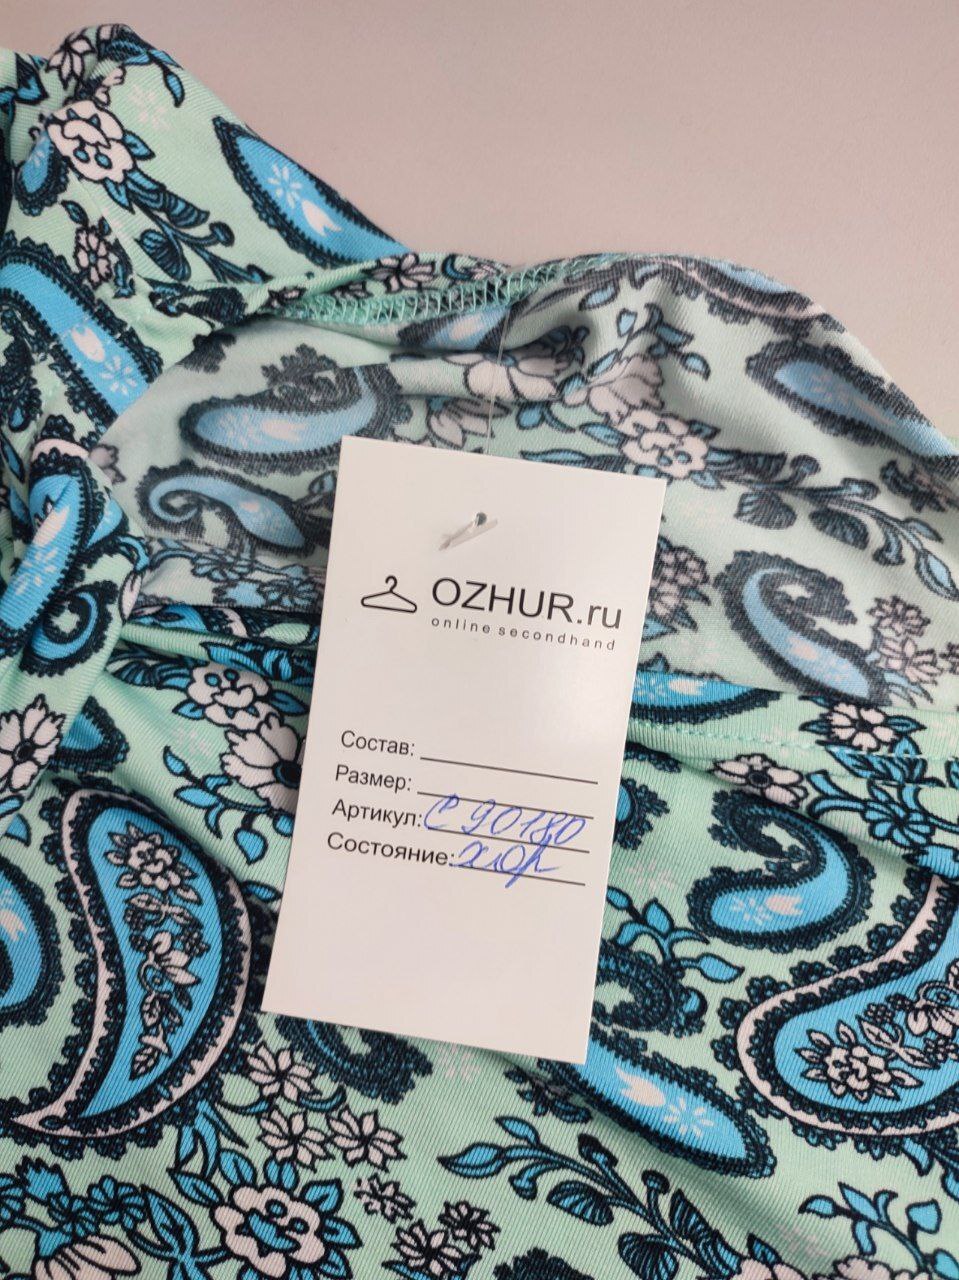 OZHUR.ru
online secondhand
Состав:
Размер:
Артикул: С 90180
Состояние: хор